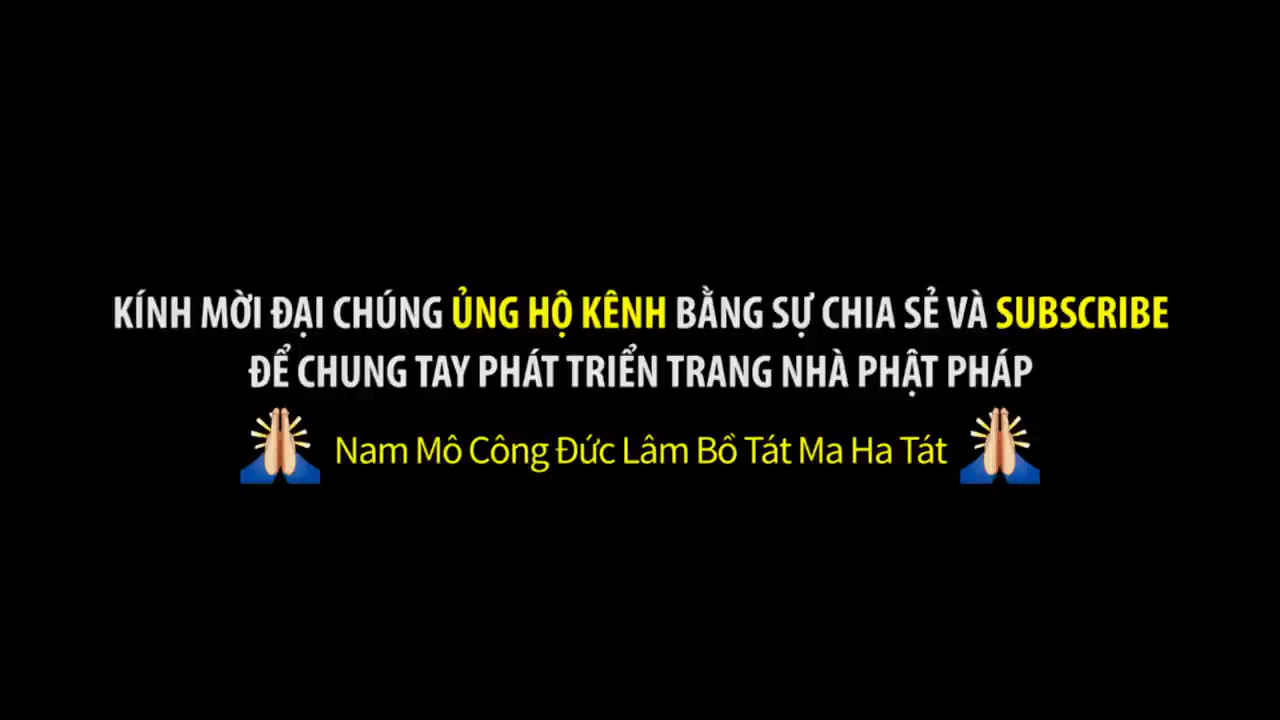 KÍNH MỜI ĐẠI CHÚNG ỦNG HỘ KÊNH BẰNG SỰ CHIA SẺ VÀ SUBSCRIBE
ĐỂ CHUNG TAY PHÁT TRIỂN TRANG NHÀ PHẬT PHÁP
Nam Mô Công Đức Lâm Bồ Tát Ma Ha Tát